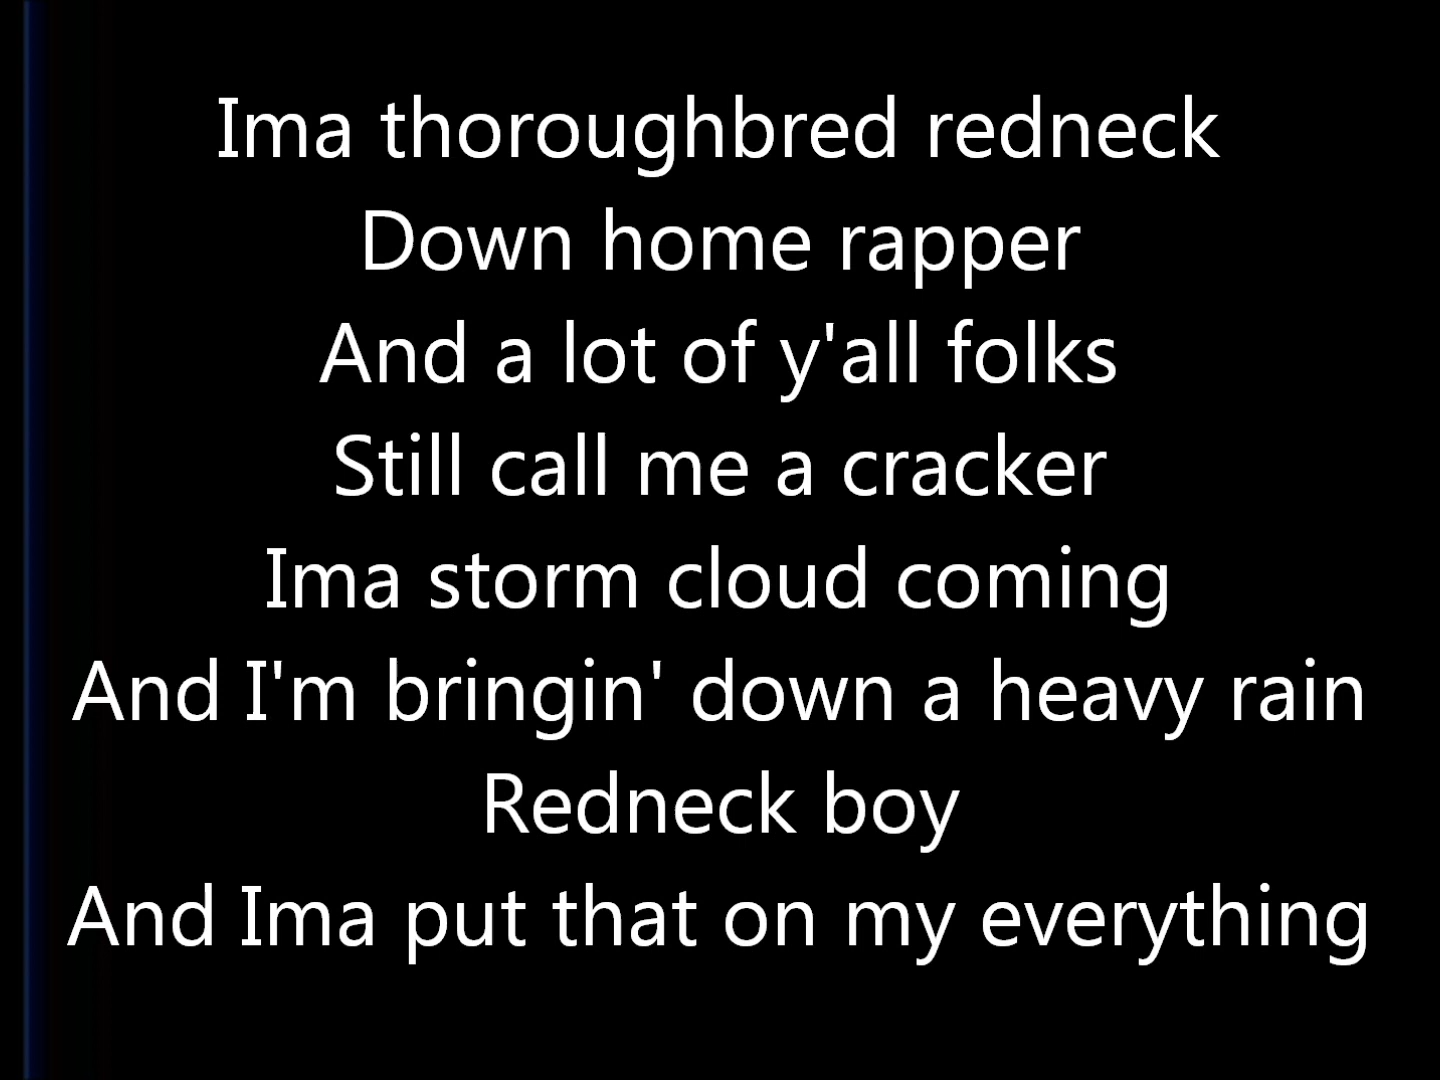 Ima thoroughbred redneck
Down home rapper
And a lot of y'all folks
Still call me a cracker
Ima storm cloud coming
And I'm bringin' down a heavy rain
Redneck boy
And Ima put that on my everything